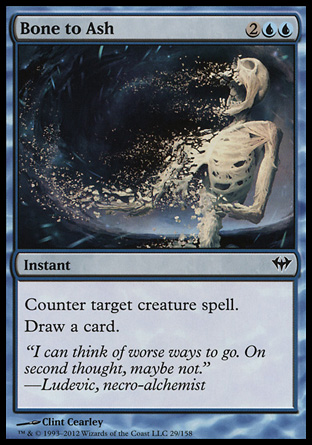 Bone to Ash 2
Instant
Counter target creature spell.
Draw a card.
"I can think of worse ways to go. On
second thought, maybe not."
—Ludevic, necro-alchemist
Clint Cearley
™ & © 1993–2012 Wizards of the Coast LLC 29/158